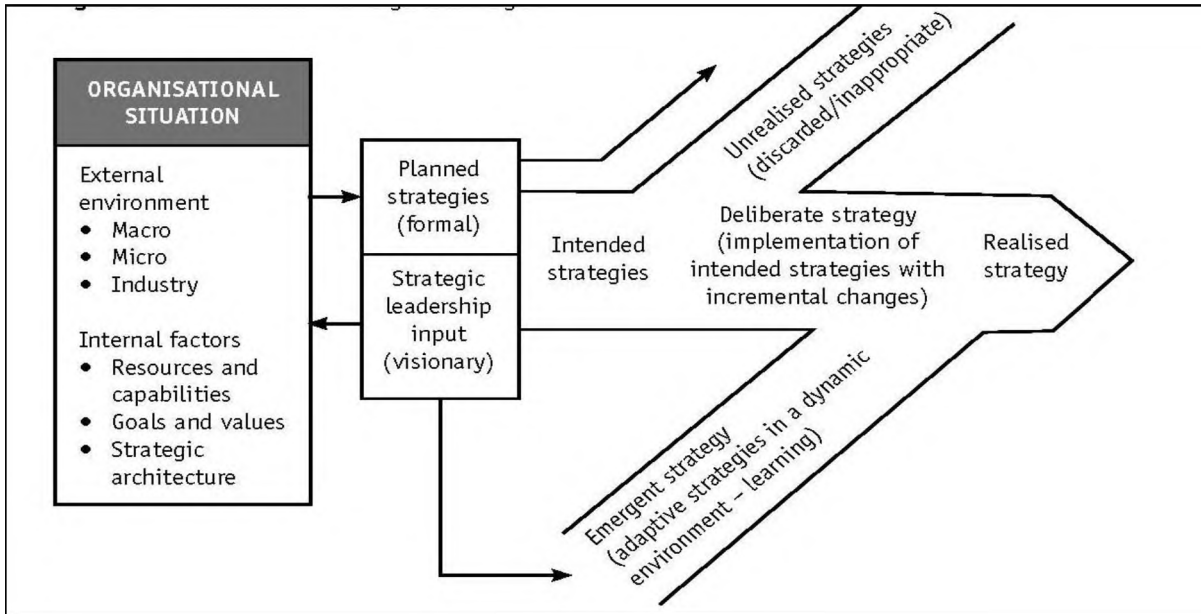 ORGANISATIONAL
SITUATION
External
environment
• Macro
• Micro
• Industry
Internal factors
• Resources and
capabilities
• Goals and values
• Strategic
architecture
Planned
strategies
(formal)
Strategic
leadership
input
(visionary)
Intended
strategies
Unrealised strategies
(discarded/inappropriate)
Deliberate strategy
(implementation of
intended strategies with
incremental changes)
Realised
strategy
Emergent strategy
(adaptive strategies in a dynamic
environment – learning)